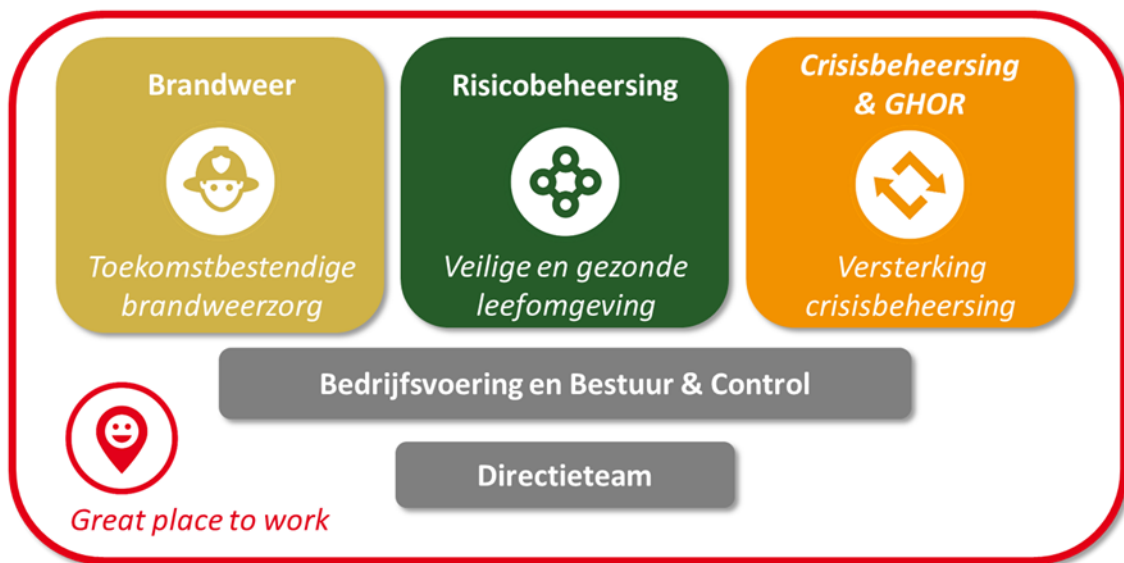 Brandweer
Toekomstbestendige
brandweerzorg
Risicobeheersing
Veilige en gezonde
leefomgeving
Crisisbeheersing
& GHOR
Versterking
crisisbeheersing
Bedrijfsvoering en Bestuur & Control
Directieteam
Great place to work